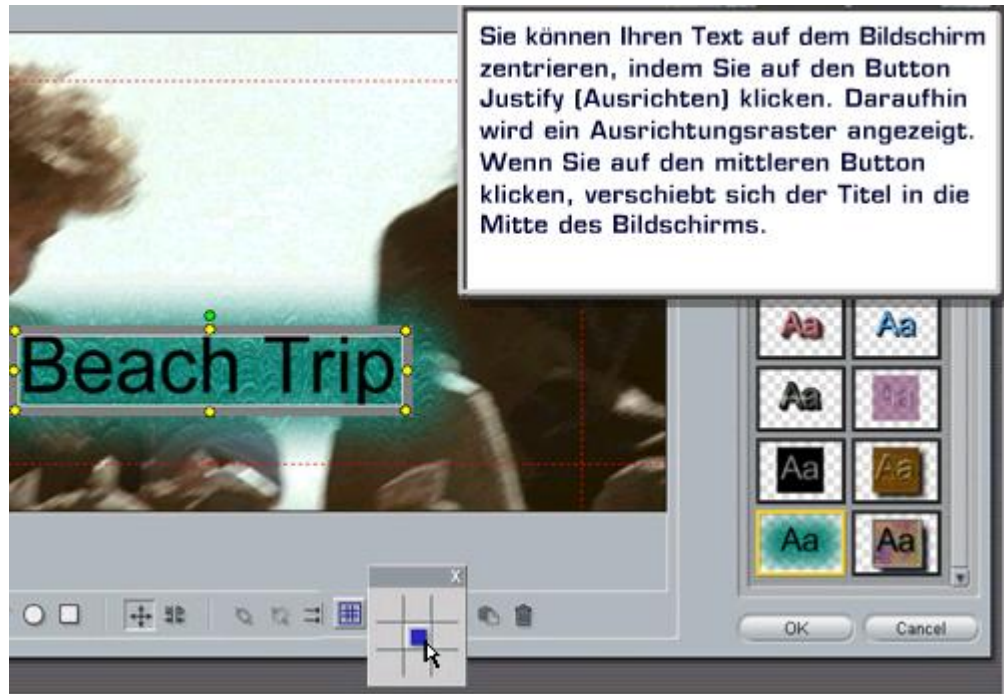 Sie können Ihren Text auf dem Bildschirm
zentrieren, indem Sie auf den Button
Justify (Ausrichten) klicken. Daraufhin
wird ein Ausrichtungsraster angezeigt.
Wenn Sie auf den mittleren Button
klicken, verschiebt sich der Titel in die
Mitte des Bildschirms.
Beach Trip
Aa Aa
Aa Aa
Aa Aa
Aa Aa
X
OK Cancel